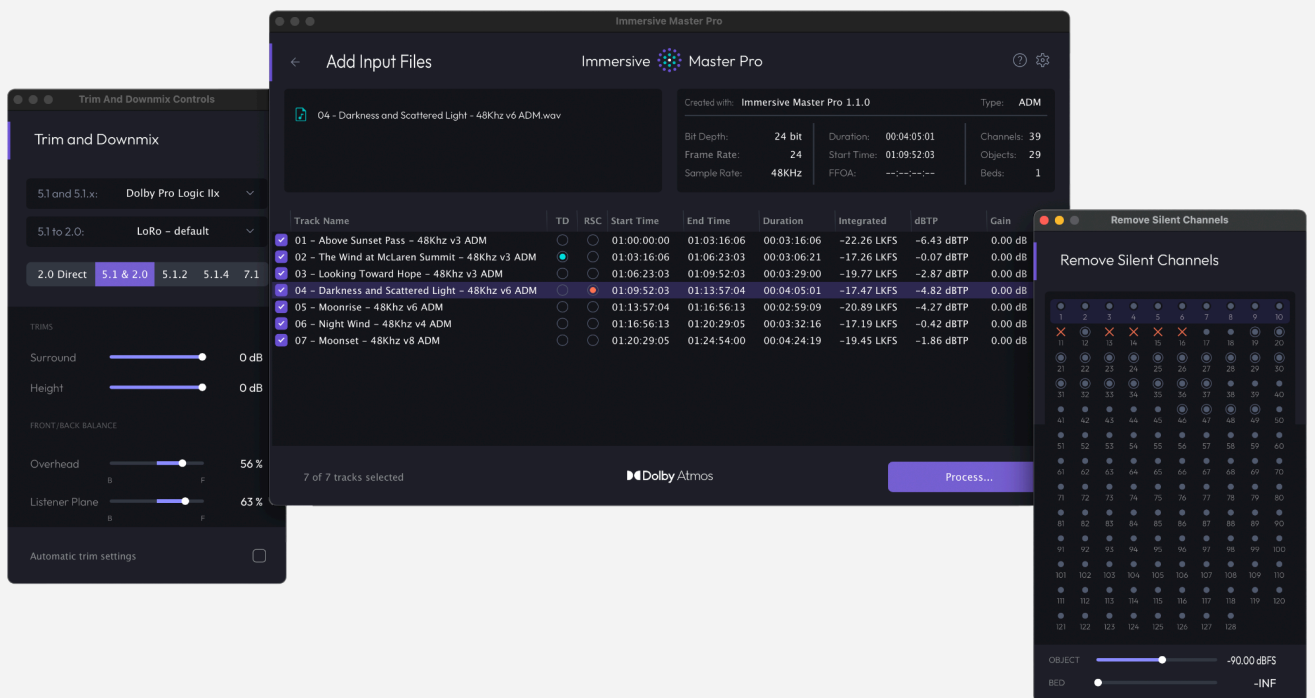 Trim And Downmix Controls
Trim and Downmix
5.1 and 5.1.x: Dolby Pro Logic IIx
5.1 to 2.0: LoRo – default
2.0 Direct 5.1 & 2.0 5.1.2 5.1.4 7.1
TRIMS
Surround 0 dB
Height 0 dB
FRONT/BACK BALANCE
Overhead 56 %
B F
Listener Plane 63 %
B F
Automatic trim settings
Immersive Master Pro
Add Input Files
Immersive Master Pro
?
04 - Darkness and Scattered Light - 48Khz v6 ADM.wav
Created with: Immersive Master Pro 1.1.0 Type: ADM
Bit Depth: 24 bit Duration: 00:04:05:01 Channels: 39
Frame Rate: 24 Start Time: 01:09:52:03 Objects: 29
Sample Rate: 48KHz FFOA: --:--:--:-- Beds: 1
Track Name TD RSC Start Time End Time Duration Integrated dBTP Gain
01 – Above Sunset Pass – 48Khz v3 ADM 01:00:00:00 01:03:16:06 00:03:16:06 -22.26 LKFS -6.43 dBTP 0.00 dB
02 – The Wind at McLaren Summit – 48Khz v3 ADM 01:03:16:06 01:06:23:03 00:03:06:21 -17.26 LKFS -0.07 dBTP 0.00 dB
03 – Looking Toward Hope – 48Khz v3 ADM 01:06:23:03 01:09:52:03 00:03:29:00 -19.77 LKFS -2.87 dBTP 0.00 dB
04 – Darkness and Scattered Light – 48Khz v6 ADM 01:09:52:03 01:13:57:04 00:04:05:01 -17.47 LKFS -4.82 dBTP 0.00 dB
05 – Moonrise – 48Khz v6 ADM 01:13:57:04 01:16:56:13 00:02:59:09 -20.89 LKFS -4.27 dBTP 0.00 dB
06 – Night Wind – 48Khz v4 ADM 01:16:56:13 01:20:29:05 00:03:32:16 -17.19 LKFS -0.42 dBTP 0.00 dB
07 – Moonset – 48Khz v8 ADM 01:20:29:05 01:24:54:00 00:04:24:19 -19.45 LKFS -1.86 dBTP 0.00 dB
7 of 7 tracks selected
Dolby Atmos
Process...
Remove Silent Channels
Remove Silent Channels
1 2 3 4 5 6 7 8 9 10
11 12 13 14 15 16 17 18 19 20
21 22 23 24 25 26 27 28 29 30
31 32 33 34 35 36 37 38 39 40
41 42 43 44 45 46 47 48 49 50
51 52 53 54 55 56 57 58 59 60
61 62 63 64 65 66 67 68 69 70
71 72 73 74 75 76 77 78 79 80
81 82 83 84 85 86 87 88 89 90
91 92 93 94 95 96 97 98 99 100
101 102 103 104 105 106 107 108 109 110
111 112 113 114 115 116 117 118 119 120
121 122 123 124 125 126 127 128
OBJECT -90.00 dBFS
BED -INF